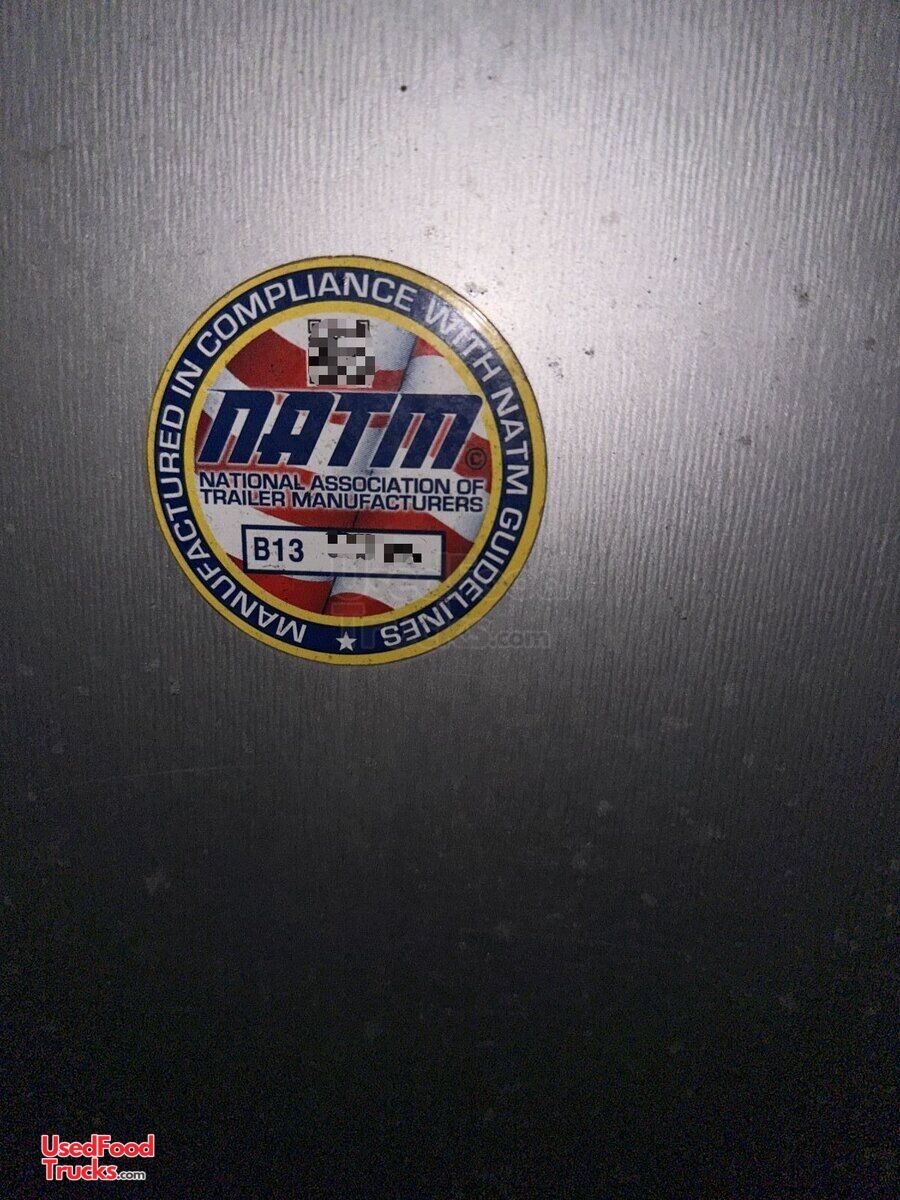 MANUFACTURED IN COMPLIANCE WITH NATM GUIDELINES
NATM ©
NATIONAL ASSOCIATION OF
TRAILER MANUFACTURERS
B13
UsedFood
Trucks.com